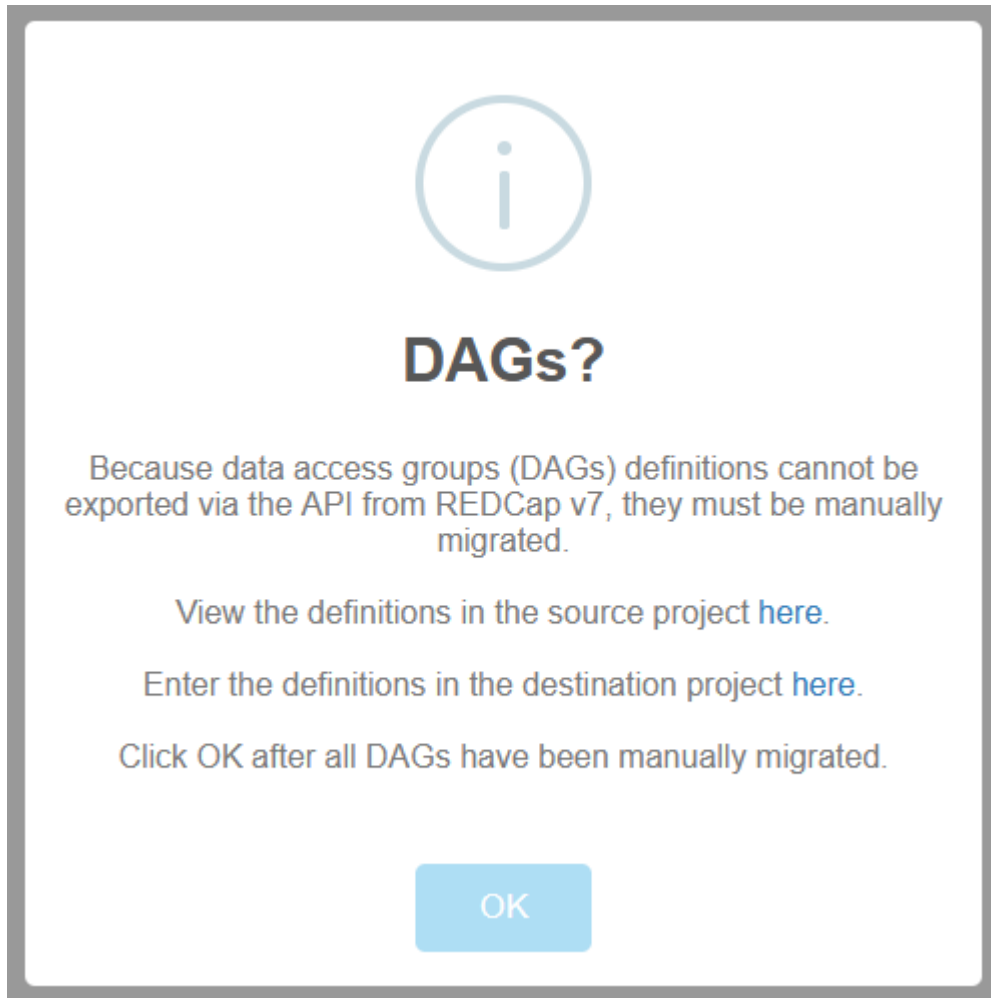 DAGs?
Because data access groups (DAGs) definitions cannot be
exported via the API from REDCap v7, they must be manually
migrated.
View the definitions in the source project here.
Enter the definitions in the destination project here.
Click OK after all DAGs have been manually migrated.
OK